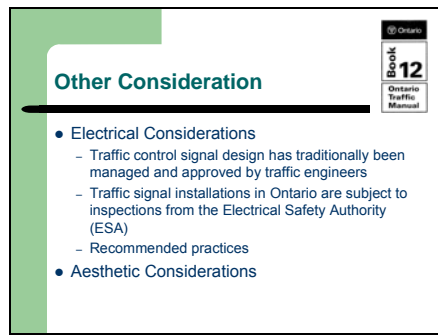 Ontario
Book
12
Ontario
Traffic
Manual
Other Consideration
● Electrical Considerations
– Traffic control signal design has traditionally been
managed and approved by traffic engineers
– Traffic signal installations in Ontario are subject to
inspections from the Electrical Safety Authority
(ESA)
– Recommended practices
● Aesthetic Considerations